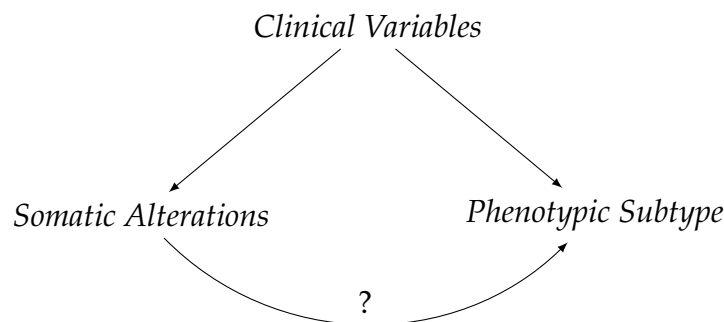 Clinical Variables
Somatic Alterations
Phenotypic Subtype
?